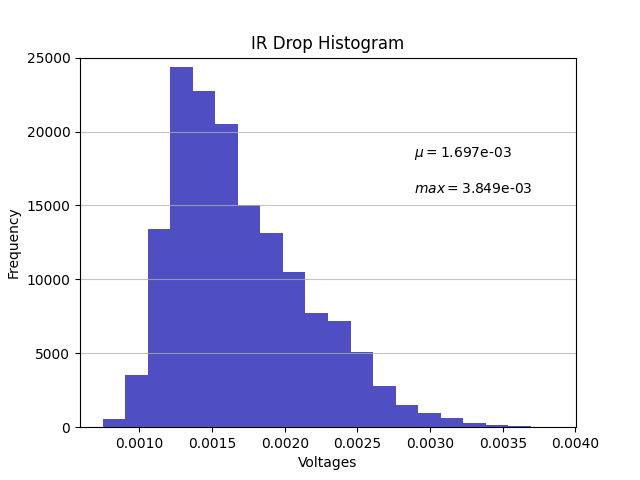 IR Drop Histogram
25000
20000
15000
10000
5000
0
Frequency
μ = 1.697e-03
max = 3.849e-03
0.0010 0.0015 0.0020 0.0025 0.0030 0.0035 0.0040
Voltages